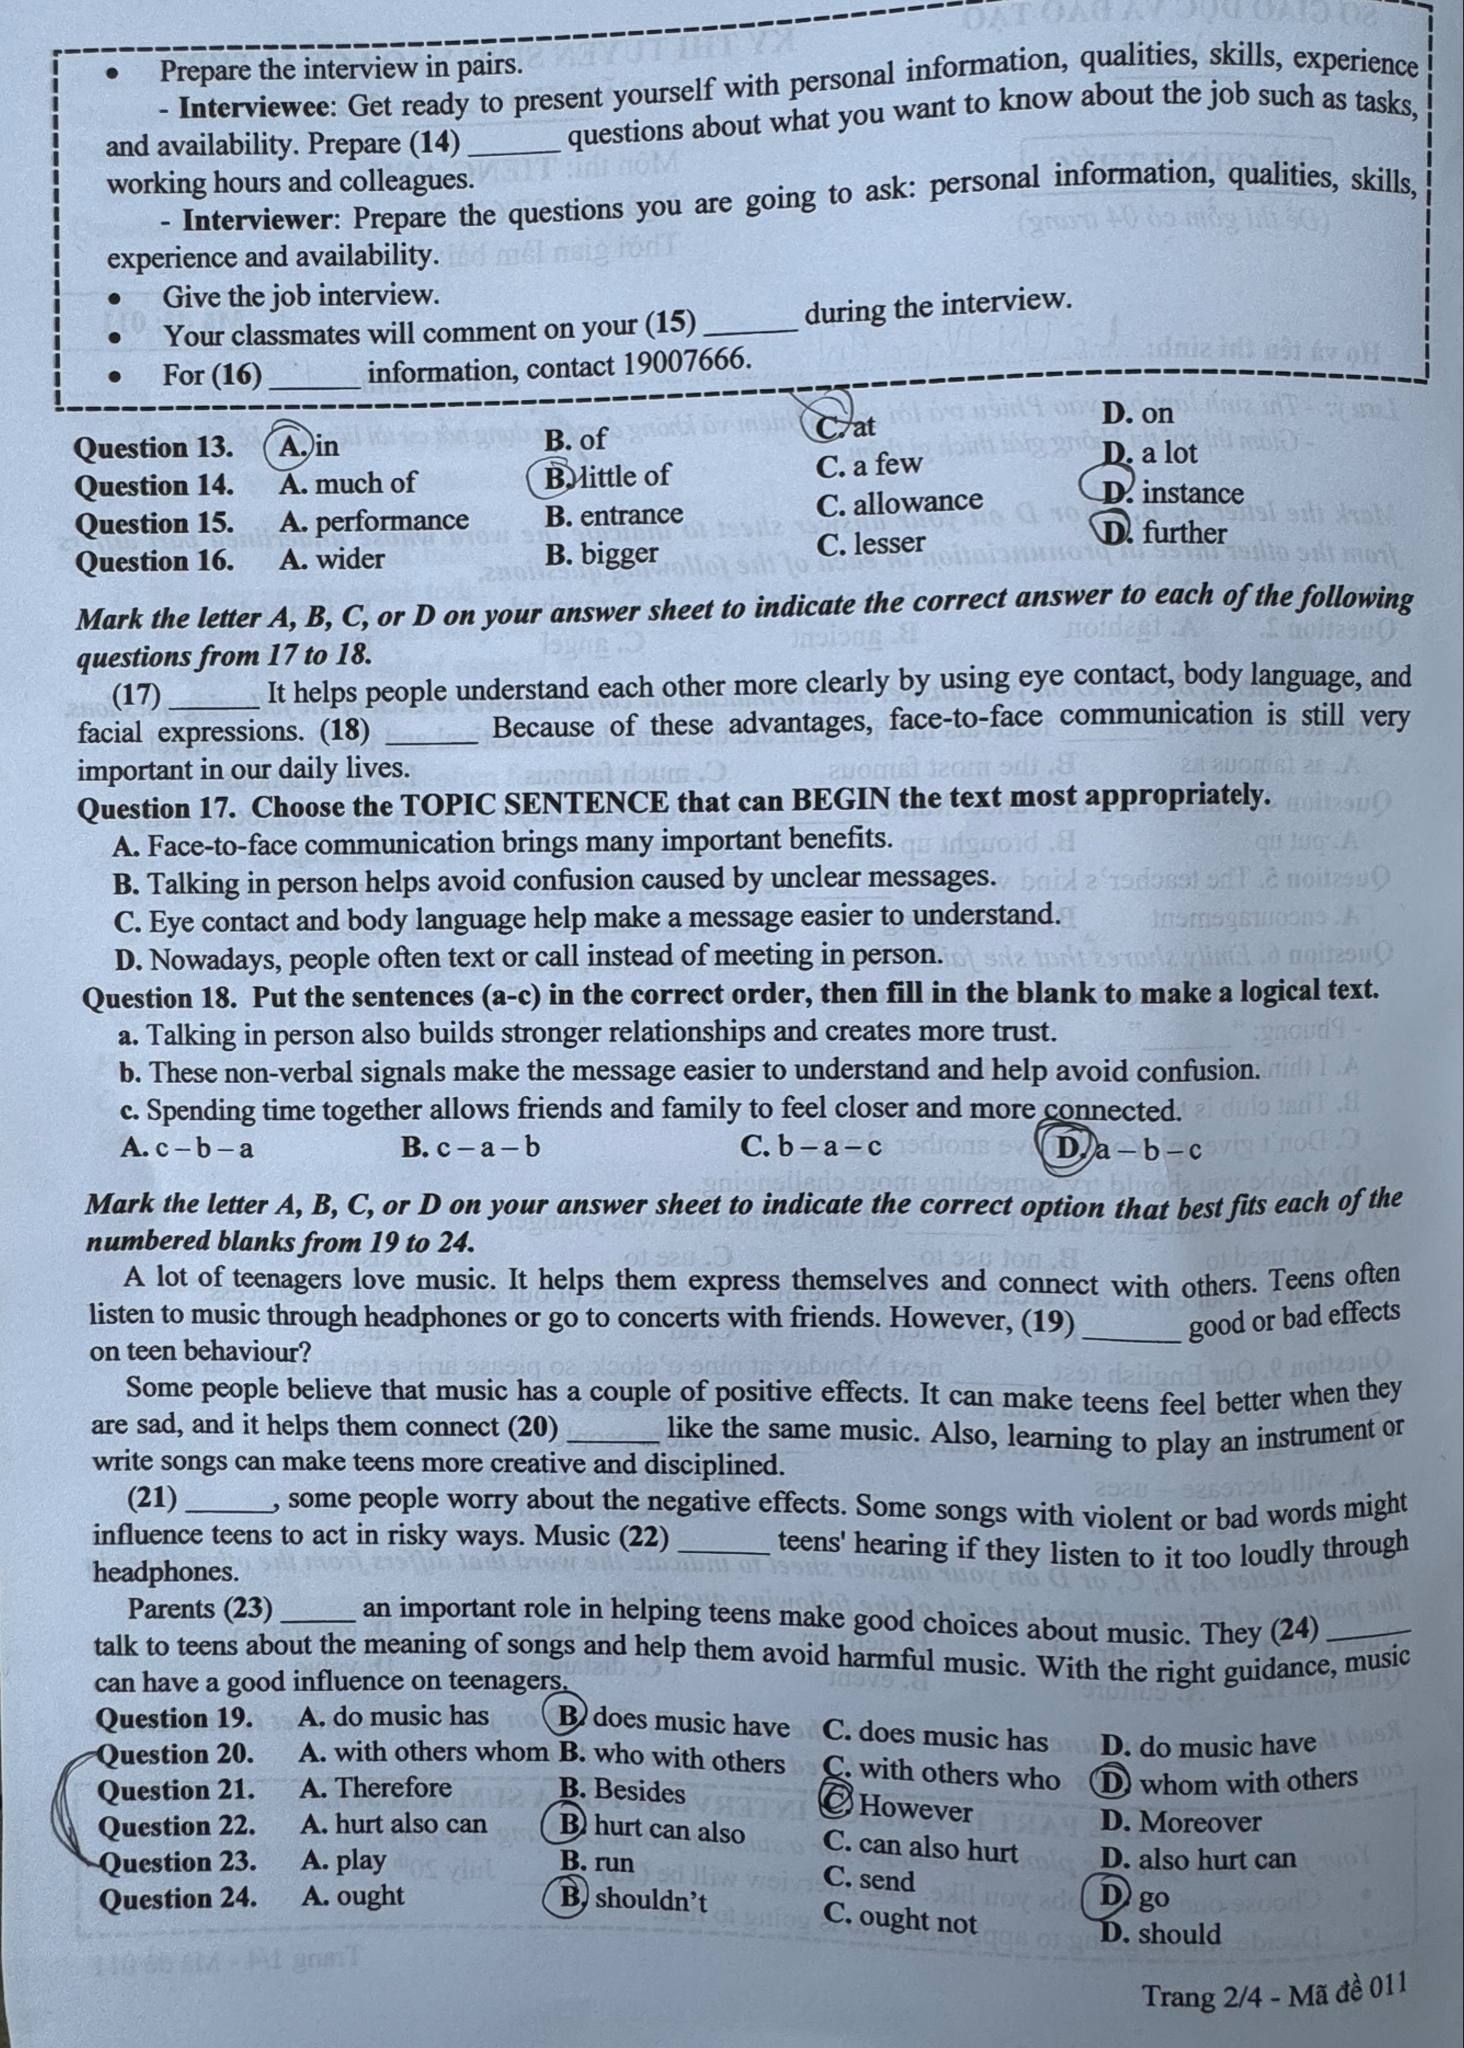 • Prepare the interview in pairs.
- Interviewee: Get ready to present yourself with personal information, qualities, skills, experience
and availability. Prepare (14) ______ questions about what you want to know about the job such as tasks,
working hours and colleagues.
- Interviewer: Prepare the questions you are going to ask: personal information, qualities, skills,
experience and availability.
• Give the job interview.
• Your classmates will comment on your (15) ______ during the interview.
• For (16) ______ information, contact 19007666.
Question 13. A. in B. of C. at D. on
Question 14. A. much of B. little of C. a few D. a lot
Question 15. A. performance B. entrance C. allowance D. instance
Question 16. A. wider B. bigger C. lesser D. further
Mark the letter A, B, C, or D on your answer sheet to indicate the correct answer to each of the following
questions from 17 to 18.
(17) ______ It helps people understand each other more clearly by using eye contact, body language, and
facial expressions. (18) ______ Because of these advantages, face-to-face communication is still very
important in our daily lives.
Question 17. Choose the TOPIC SENTENCE that can BEGIN the text most appropriately.
A. Face-to-face communication brings many important benefits.
B. Talking in person helps avoid confusion caused by unclear messages.
C. Eye contact and body language help make a message easier to understand.
D. Nowadays, people often text or call instead of meeting in person.
Question 18. Put the sentences (a-c) in the correct order, then fill in the blank to make a logical text.
a. Talking in person also builds stronger relationships and creates more trust.
b. These non-verbal signals make the message easier to understand and help avoid confusion.
c. Spending time together allows friends and family to feel closer and more connected.
A. c – b – a B. c – a – b C. b – a – c D. a – b – c
Mark the letter A, B, C, or D on your answer sheet to indicate the correct option that best fits each of the
numbered blanks from 19 to 24.
A lot of teenagers love music. It helps them express themselves and connect with others. Teens often
listen to music through headphones or go to concerts with friends. However, (19) ______ good or bad effects
on teen behaviour?
Some people believe that music has a couple of positive effects. It can make teens feel better when they
are sad, and it helps them connect (20) ______ like the same music. Also, learning to play an instrument or
write songs can make teens more creative and disciplined.
(21) ______, some people worry about the negative effects. Some songs with violent or bad words might
influence teens to act in risky ways. Music (22) ______ teens' hearing if they listen to it too loudly through
headphones.
Parents (23) ______ an important role in helping teens make good choices about music. They (24) ______
talk to teens about the meaning of songs and help them avoid harmful music. With the right guidance, music
can have a good influence on teenagers.
Question 19. A. do music has B. does music have C. does music has D. do music have
Question 20. A. with others whom B. who with others C. with others who D. whom with others
Question 21. A. Therefore B. Besides C. However D. Moreover
Question 22. A. hurt also can B. hurt can also C. can also hurt D. also hurt can
Question 23. A. play B. run C. send D. go
Question 24. A. ought B. shouldn't C. ought not D. should
Trang 2/4 - Mã đề 011